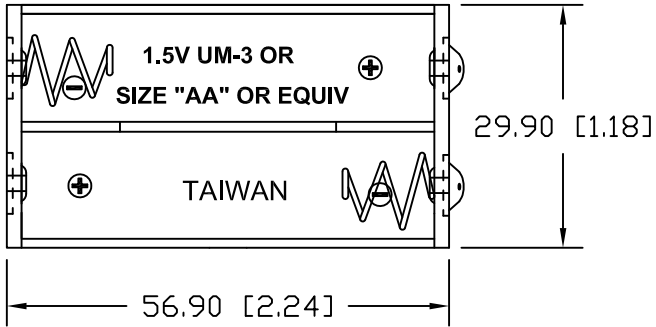 1.5V UM-3 OR
SIZE "AA" OR EQUIV
+
-
+
TAIWAN
-
29.90 [1.18]
56.90 [2.24]